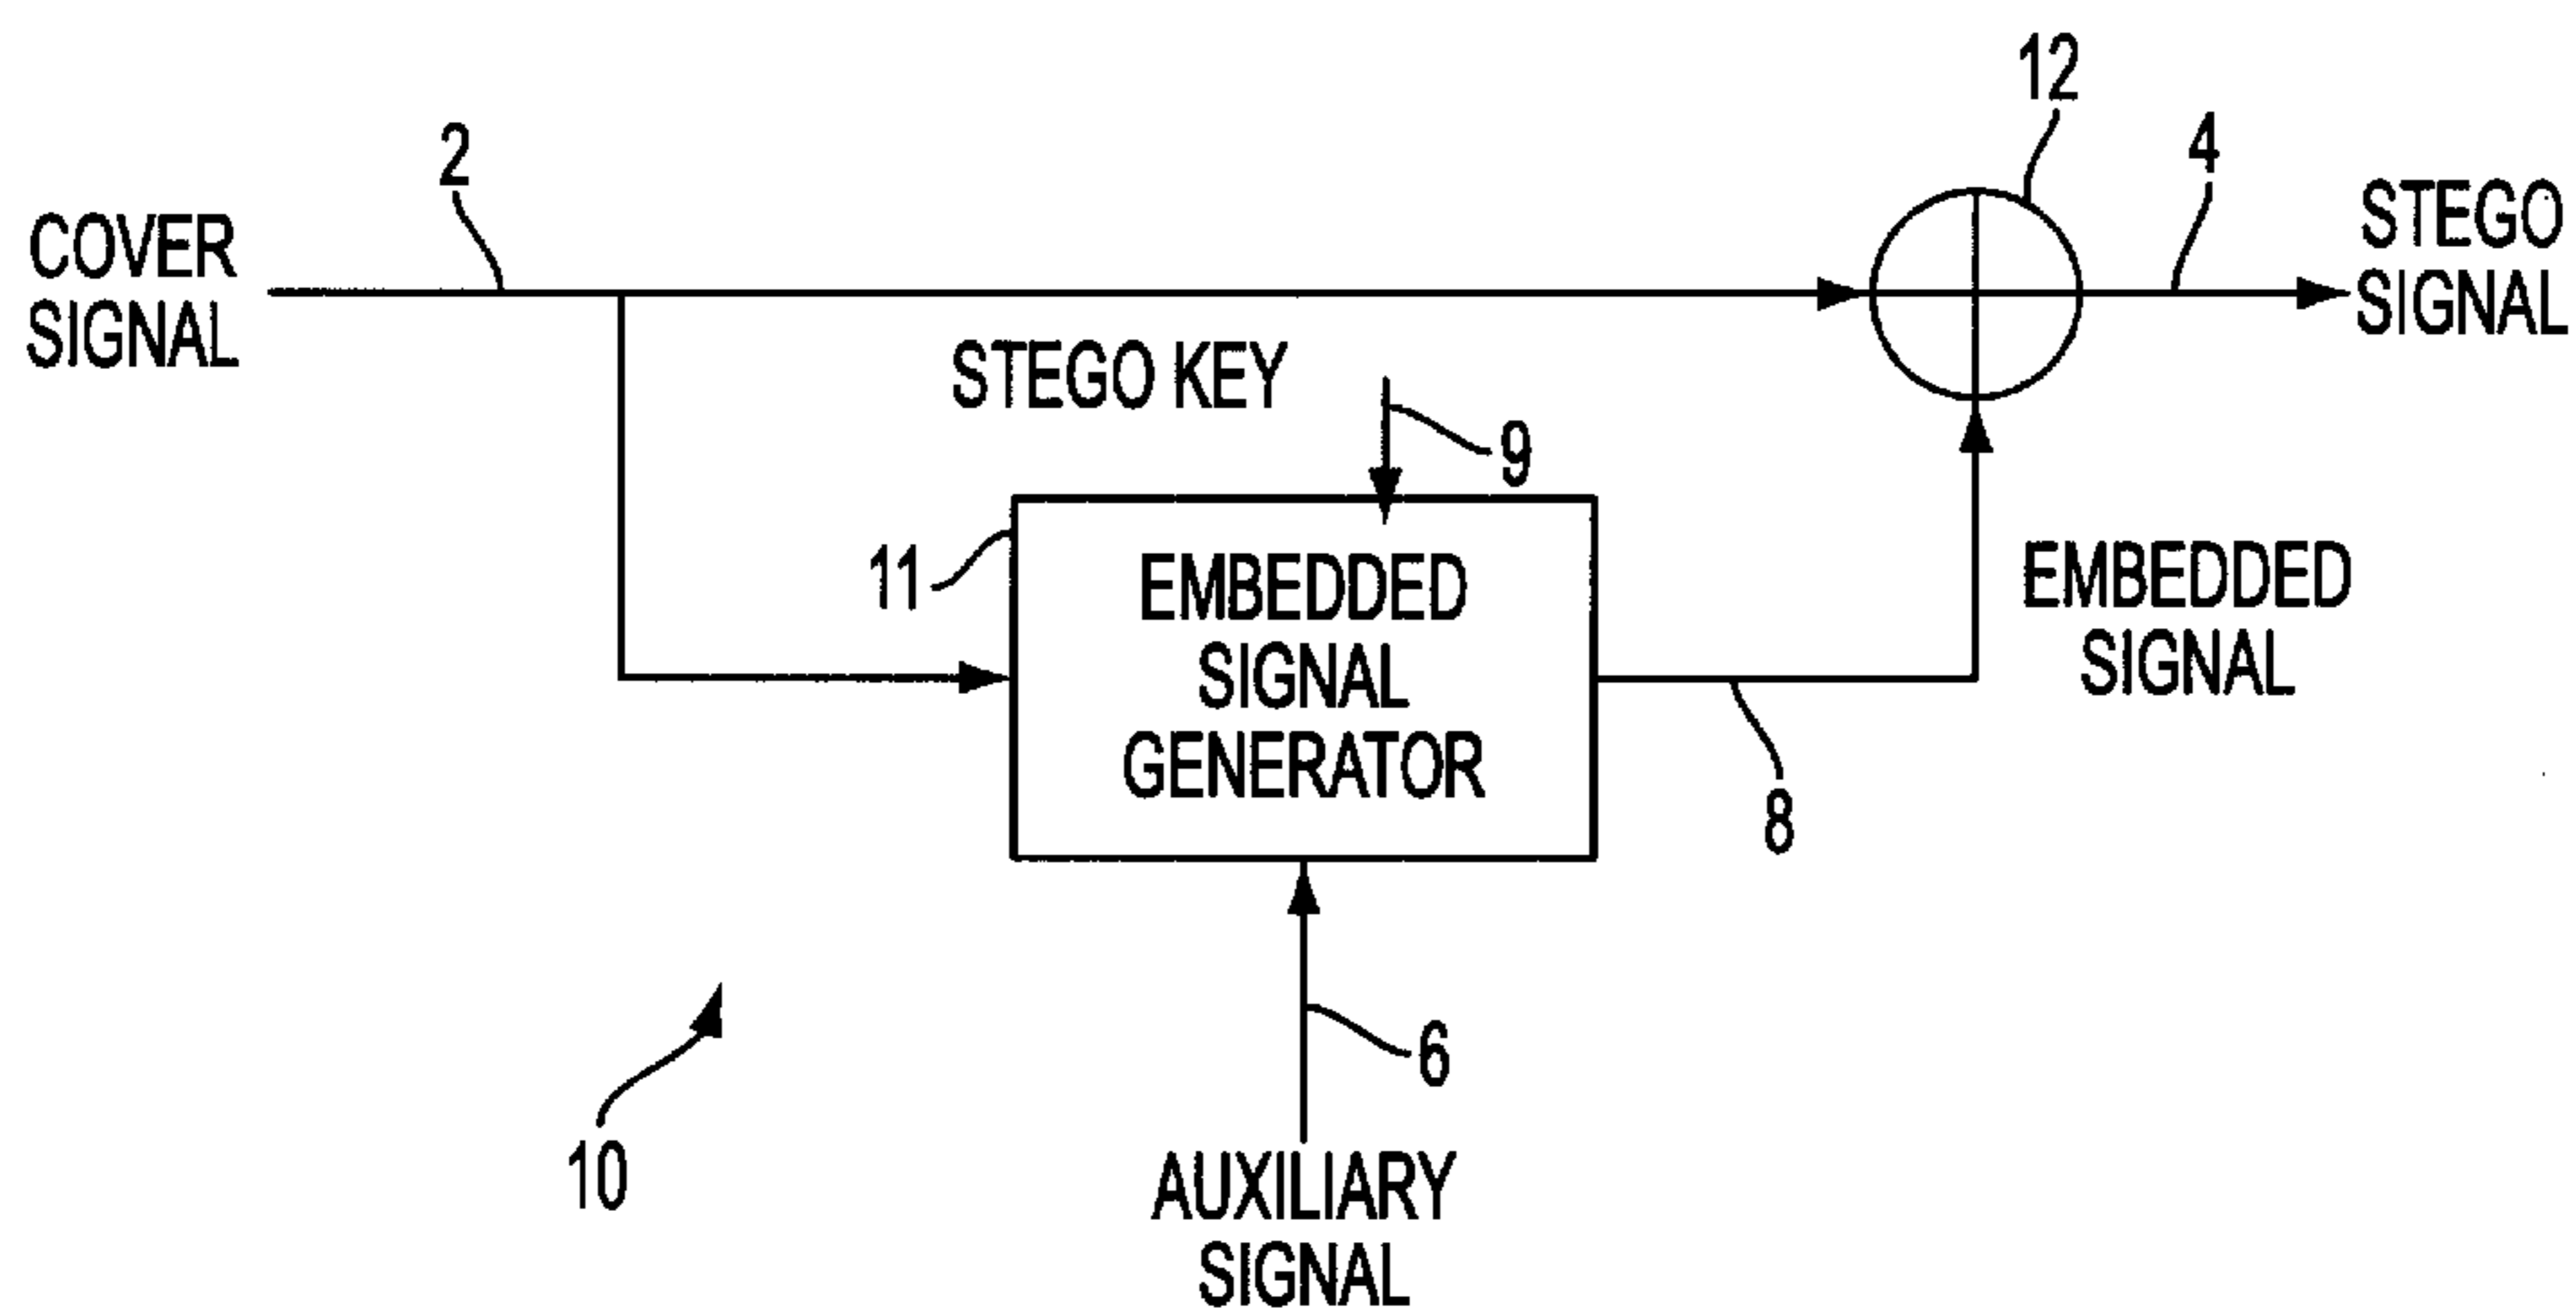 12
2
4
COVER
SIGNAL
STEGO
SIGNAL
STEGO KEY
9
11
EMBEDDED
SIGNAL
GENERATOR
EMBEDDED
SIGNAL
8
6
10
AUXILIARY
SIGNAL